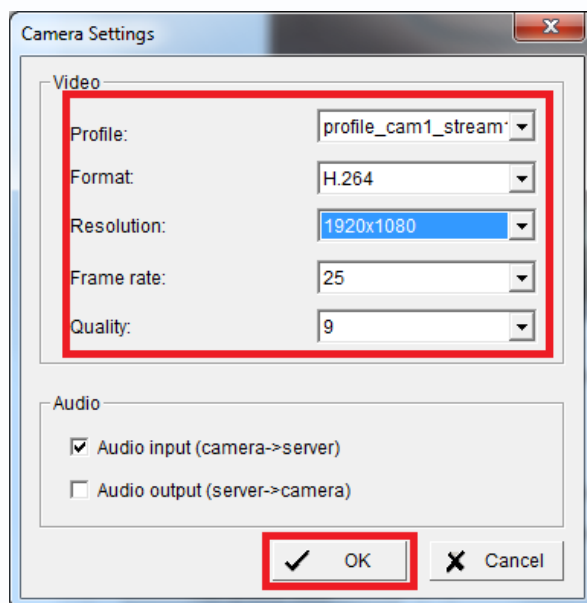 Camera Settings
Video
Profile: profile_cam1_stream
Format: H.264
Resolution: 1920x1080
Frame rate: 25
Quality: 9
Audio
Audio input (camera->server)
Audio output (server->camera)
OK Cancel